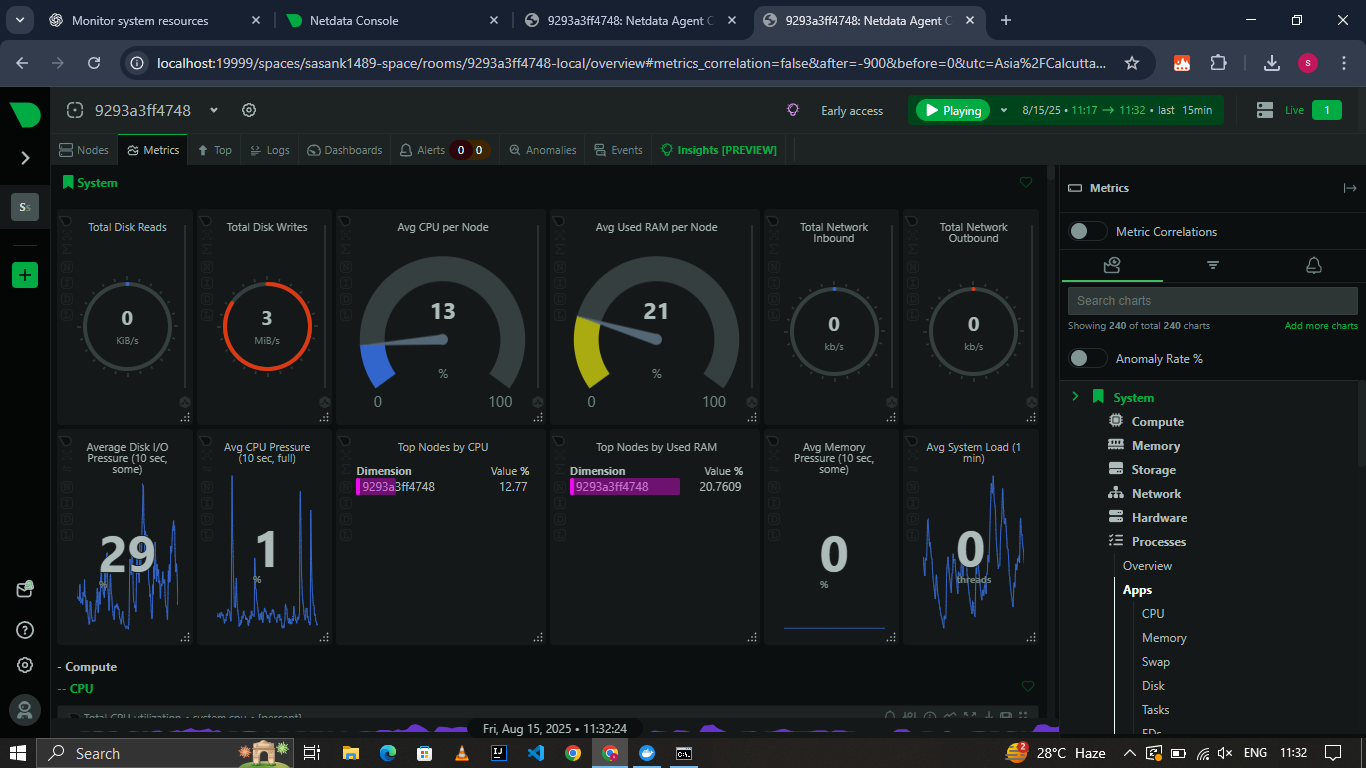 Monitor system resources
Netdata Console
9293a3ff4748: Netdata Agent C
9293a3ff4748: Netdata Agent C
localhost:19999/spaces/sasank1489-space/rooms/9293a3ff4748-local/overview#metrics_correlation=false&after=-900&before=0&utc=Asia%2FCalcutta...
s
9293a3ff4748
Early access
Playing
8/15/25 • 11:17 → 11:32 • last 15min
Live
1
Nodes
Metrics
Top
Logs
Dashboards
Alerts 0 0
Anomalies
Events
Insights [PREVIEW]
Ss
System
Total Disk Reads
0
KiB/s
Total Disk Writes
3
MiB/s
Avg CPU per Node
13
%
0 100
Avg Used RAM per Node
21
%
0 100
Total Network
Inbound
0
kb/s
Total Network
Outbound
0
kb/s
Average Disk I/O
Pressure (10 sec,
some)
29
%
Avg CPU Pressure
(10 sec, full)
1
%
Top Nodes by CPU
Dimension Value %
9293a3ff4748 12.77
Top Nodes by Used RAM
Dimension Value %
9293a3ff4748 20.7609
Avg Memory
Pressure (10 sec,
some)
0
%
Avg System Load (1
min)
0
threads
- Compute
-- CPU
Total CPU utilization • system.cpu • [percent]
Fri, Aug 15, 2025 • 11:32:24
Metrics
Metric Correlations
Search charts
Showing 240 of total 240 charts
Add more charts
Anomaly Rate %
System
Compute
Memory
Storage
Network
Hardware
Processes
Overview
Apps
CPU
Memory
Swap
Disk
Tasks
FDs
Search
2
28°C Haze
ENG
11:32